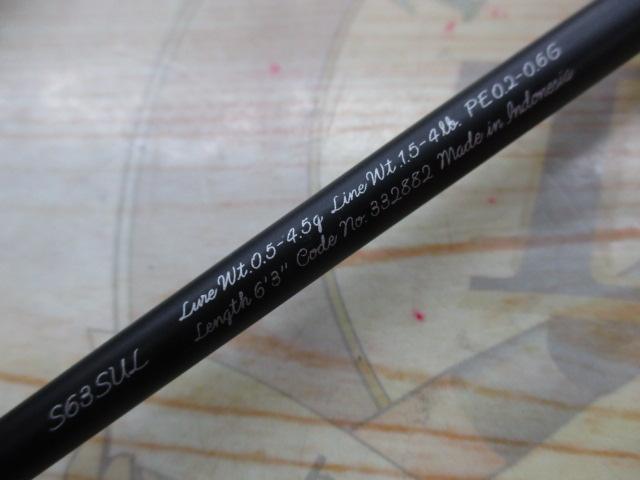 S63SUL
Lure Wt.0.5-4.5g Line Wt.1.5-4lb. PE0.2-0.6G
Length 6'3" Code No.332882 Made in Indonesia